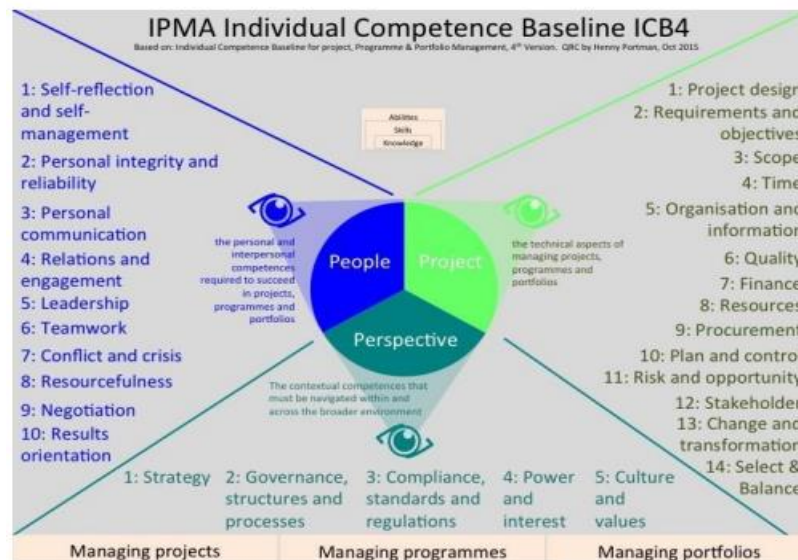 IPMA Individual Competence Baseline ICB4
Based on: Individual Competence Baseline for project, Programme & Portfolio Management, 4th Version. QRC by Henny Portman, Oct 2015
1: Self-reflection
and self-
management
2: Personal integrity and
reliability
3: Personal
communication
4: Relations and
engagement
5: Leadership
6: Teamwork
7: Conflict and crisis
8: Resourcefulness
9: Negotiation
10: Results
orientation
Abilities
Skills
Knowledge
the personal and
interpersonal
competences
required to succeed
in projects,
programmes and
portfolios
People
Project
Perspective
the technical aspects of
managing projects,
programmes and
portfolios
The contextual competences that
must be navigated within and
across the broader environment
1: Project design
2: Requirements and
objectives
3: Scope
4: Time
5: Organisation and
information
6: Quality
7: Finance
8: Resources
9: Procurement
10: Plan and control
11: Risk and opportunity
12: Stakeholder
13: Change and
transformation
14: Select &
Balance
1: Strategy
2: Governance,
structures and
processes
3: Compliance,
standards and
regulations
4: Power
and
interest
5: Culture
and
values
Managing projects
Managing programmes
Managing portfolios